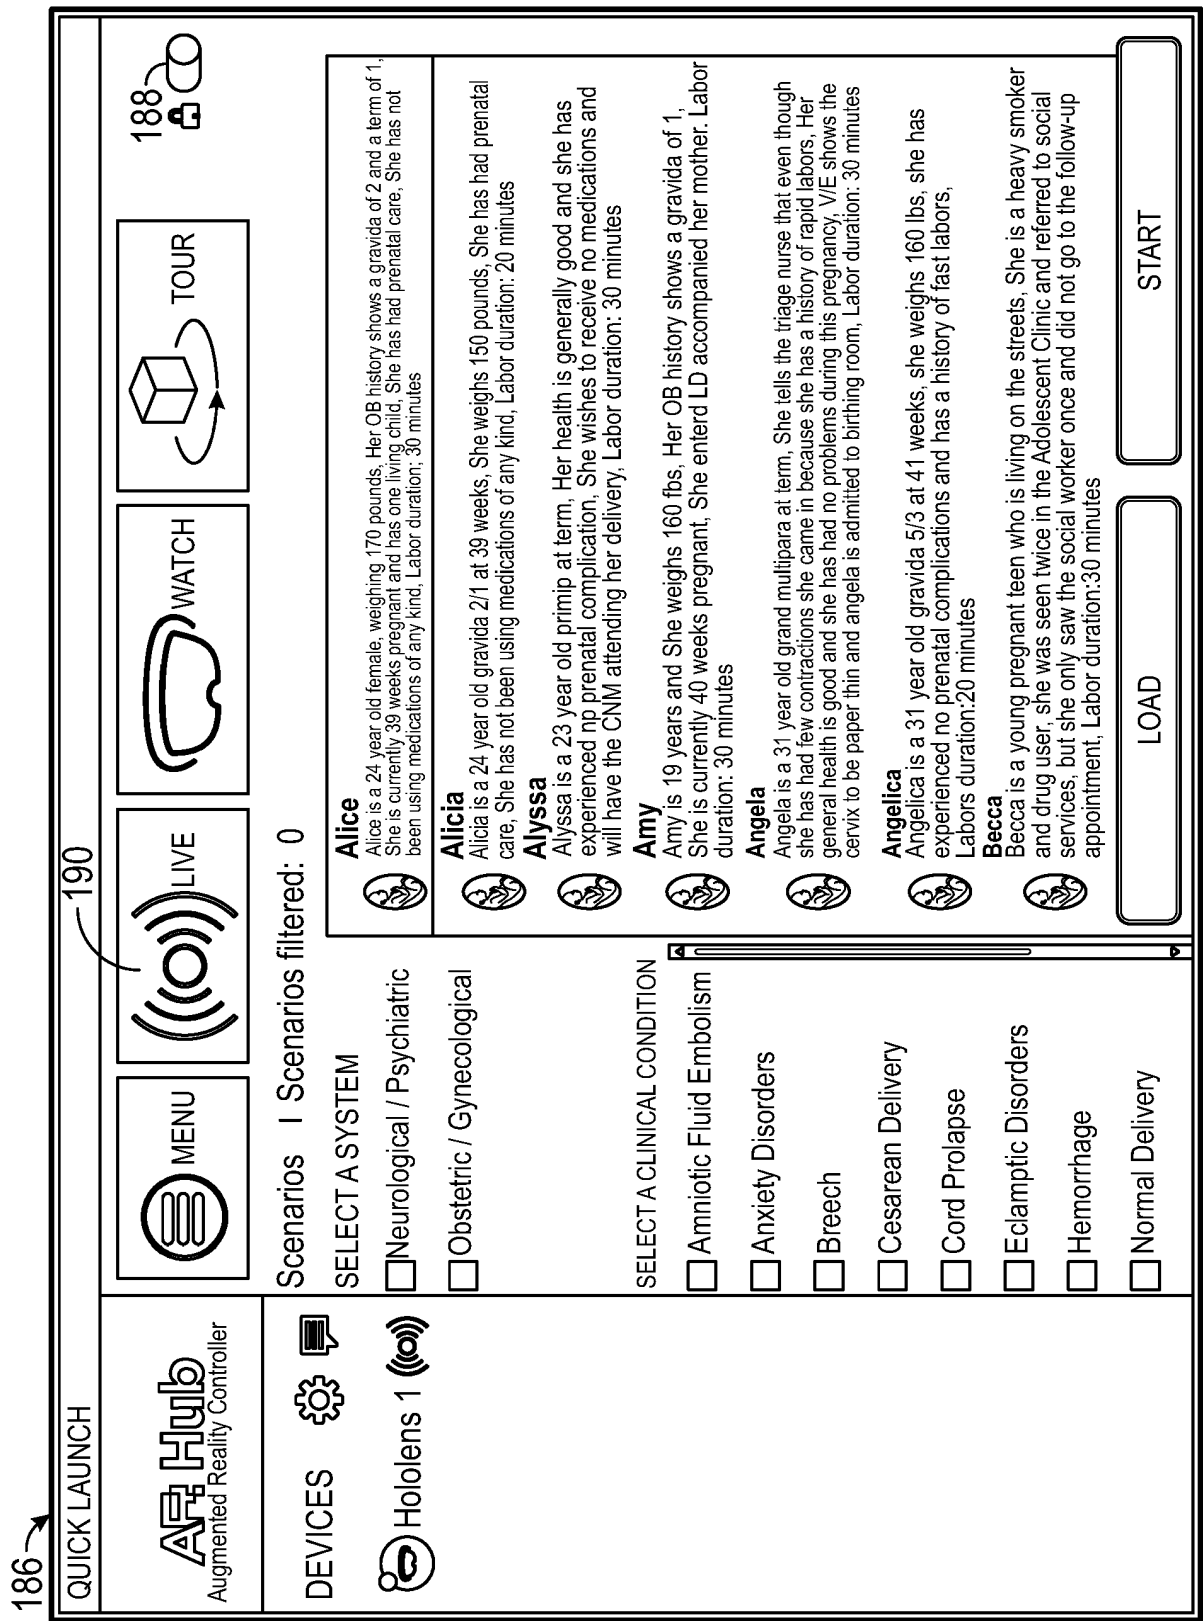 186
QUICK LAUNCH
AR Hub
Augmented Reality Controller
MENU
190
LIVE
WATCH
TOUR
188
DEVICES
Hololens 1
Scenarios | Scenarios filtered: 0
SELECT A SYSTEM
Neurological / Psychiatric
Obstetric / Gynecological
SELECT A CLINICAL CONDITION
Amniotic Fluid Embolism
Anxiety Disorders
Breech
Cesarean Delivery
Cord Prolapse
Eclamptic Disorders
Hemorrhage
Normal Delivery
Alice
Alice is a 24 year old female, weighing 170 pounds, Her OB history shows a gravida of 2 and a term of 1,
She is currently 39 weeks pregnant and has one living child, She has had prenatal care, She has not
been using medications of any kind, Labor duration; 30 minutes
Alicia
Alicia is a 24 year old gravida 2/1 at 39 weeks, She weighs 150 pounds, She has had prenatal
care, She has not been using medications of any kind, Labor duration: 20 minutes
Alyssa
Alyssa is a 23 year old primip at term, Her health is generally good and she has
experienced np prenatal complication, She wishes to receive no medications and
will have the CNM attending her delivery, Labor duration: 30 minutes
Amy
Amy is 19 years and She weighs 160 fbs, Her OB history shows a gravida of 1,
She is currently 40 weeks pregnant, She enterd LD accompanied her mother. Labor
duration: 30 minutes
Angela
Angela is a 31 year old grand multipara at term, She tells the triage nurse that even though
she has had few contractions she came in because she has a history of rapid labors, Her
general health is good and she has had no problems during this pregnancy, V/E shows the
cervix to be paper thin and angela is admitted to birthing room, Labor duration: 30 minutes
Angelica
Angelica is a 31 year old gravida 5/3 at 41 weeks, she weighs 160 lbs, she has
experienced no prenatal complications and has a history of fast labors,
Labors duration:20 minutes
Becca
Becca is a young pregnant teen who is living on the streets, She is a heavy smoker
and drug user, she was seen twice in the Adolescent Clinic and referred to social
services, but she only saw the social worker once and did not go to the follow-up
appointment, Labor duration:30 minutes
LOAD
START